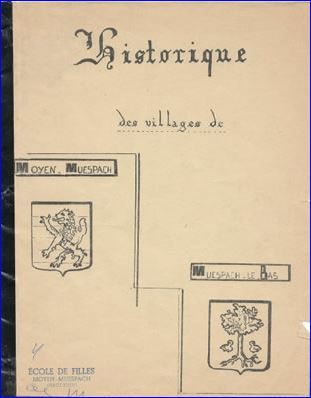 Historique
des villages de
MOYEN-MUESPACH
MUESPACH-LE-BAS
ÉCOLE DE FILLES
MOYEN MUESPACH